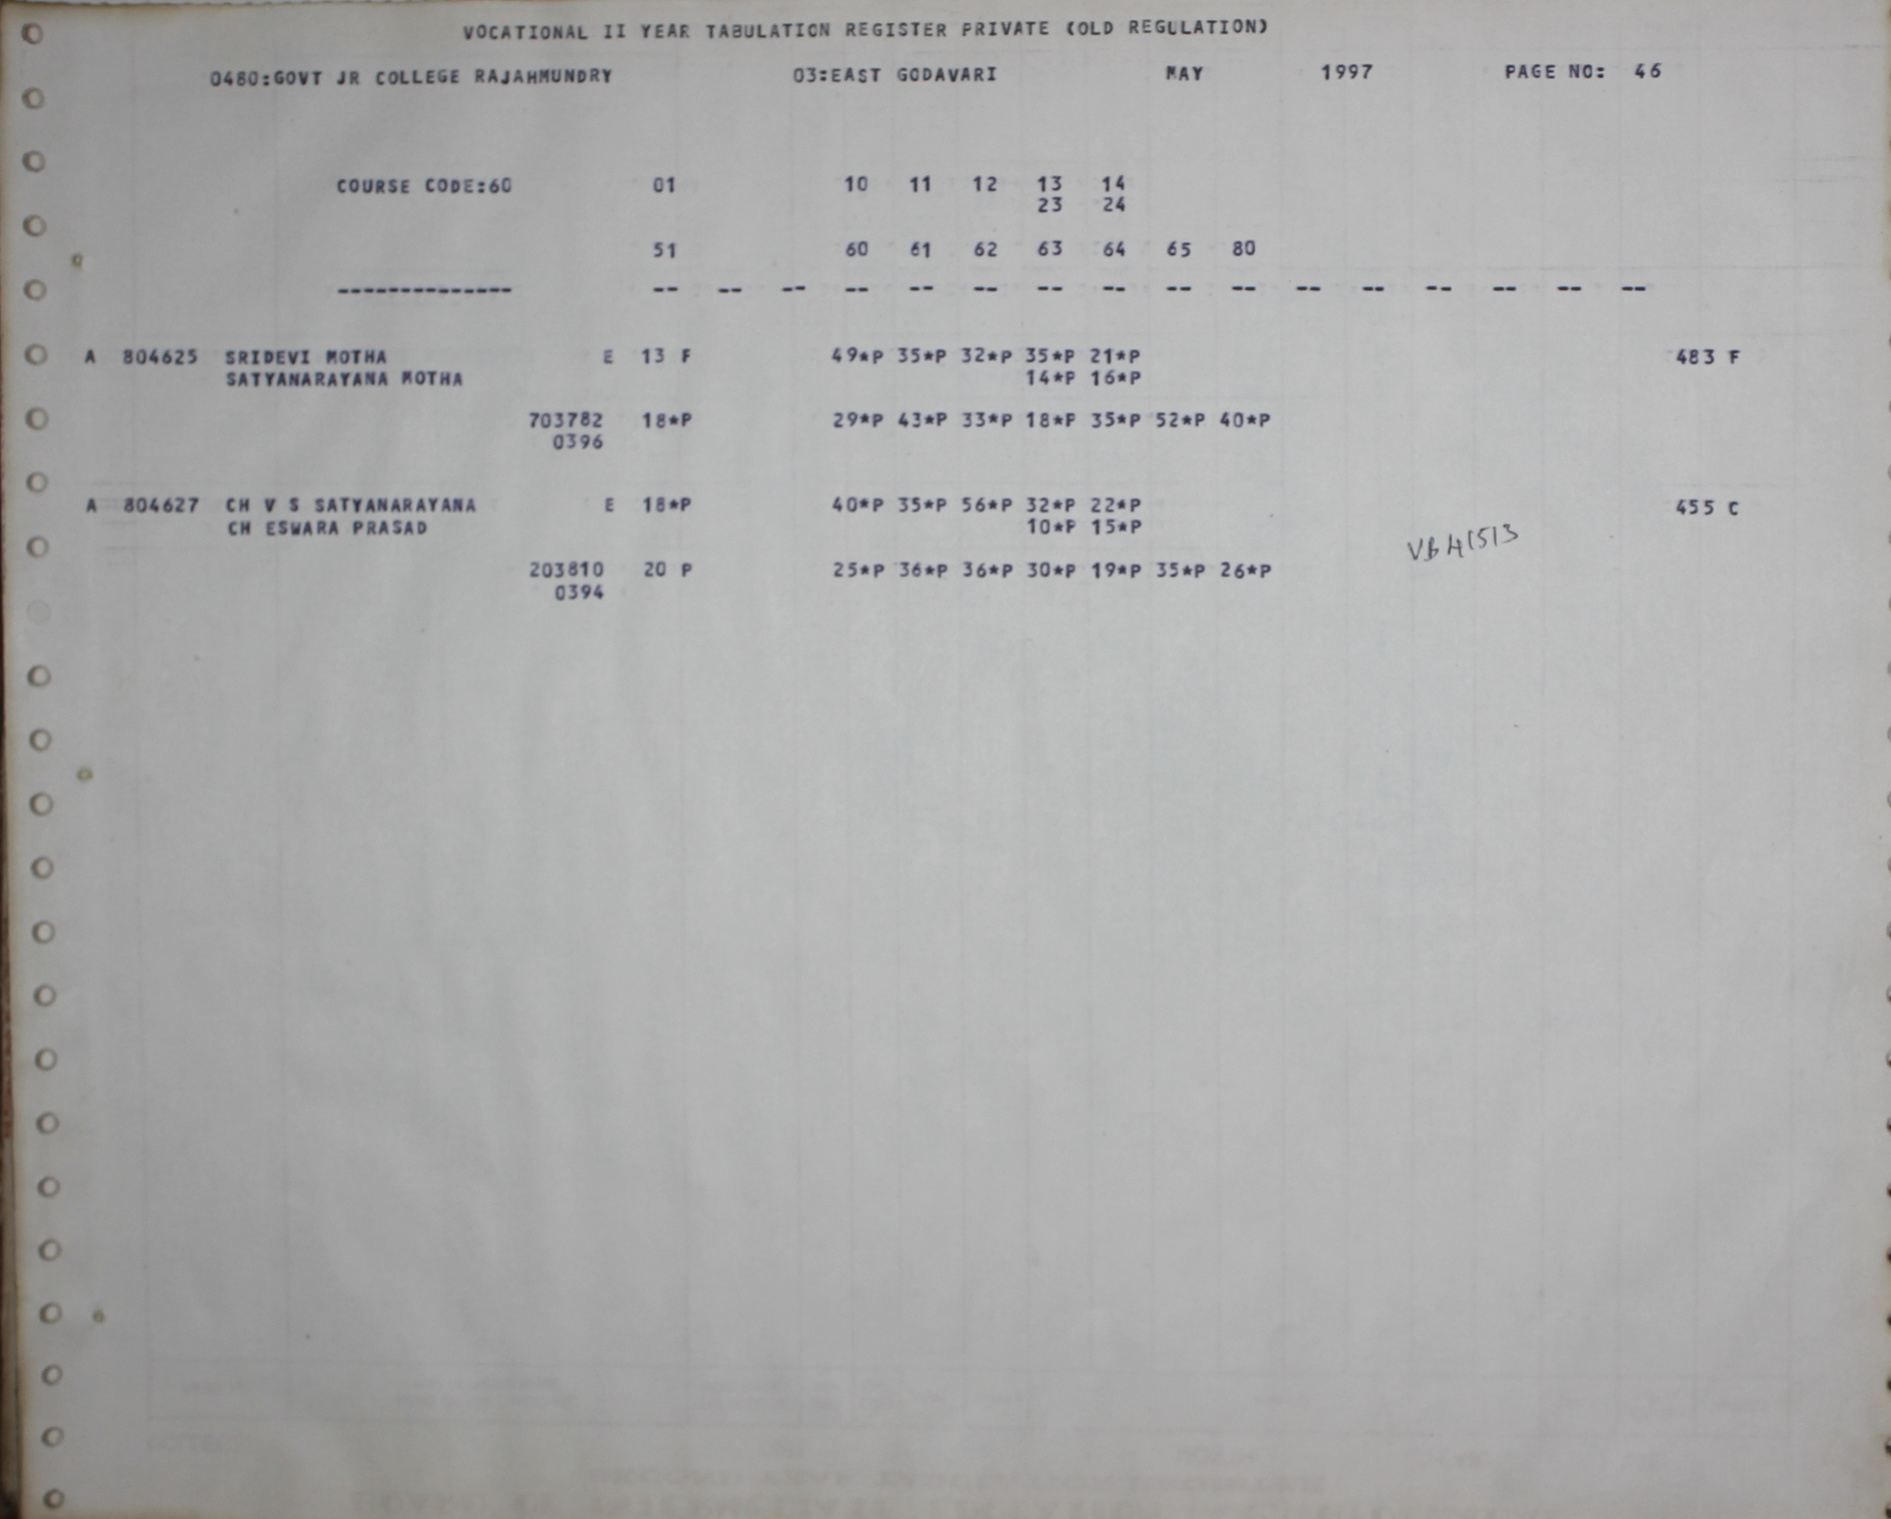 VOCATIONAL II YEAR TABULATION REGISTER PRIVATE (OLD REGULATION)
0480:GOVT JR COLLEGE RAJAHMUNDRY 03:EAST GODAVARI MAY 1997 PAGE NO: 46
COURSE CODE:60 01 10 11 12 13 14
23 24
51 60 61 62 63 64 65 80
-------------- -- -- -- -- -- -- -- -- -- -- -- -- -- -- -- --
A 804625 SRIDEVI MOTHA E 13 F 49*P 35*P 32*P 35*P 21*P 483 F
SATYANARAYANA MOTHA 14*P 16*P
703782 18*P 29*P 43*P 33*P 18*P 35*P 52*P 40*P
0396
A 804627 CH V S SATYANARAYANA E 18*P 40*P 35*P 56*P 32*P 22*P 455 C
CH ESWARA PRASAD 10*P 15*P
203810 20 P 25*P 36*P 36*P 30*P 19*P 35*P 26*P
0394